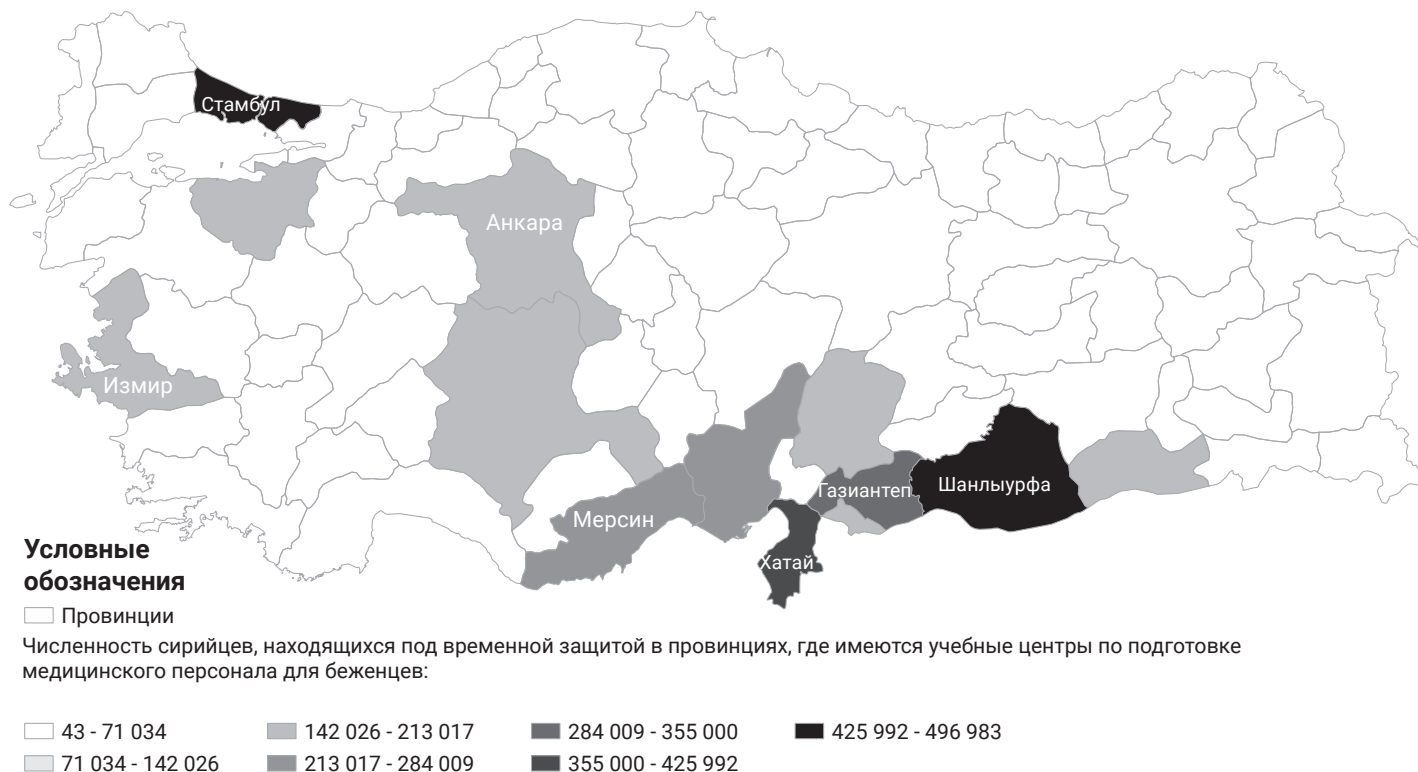 Стамбул
Анкара
Измир
Газиантеп
Шанлыурфа
Мерсин
Хатай
Условные
обозначения
Провинции
Численность сирийцев, находящихся под временной защитой в провинциях, где имеются учебные центры по подготовке
медицинского персонала для беженцев:
43 - 71 034
142 026 - 213 017
284 009 - 355 000
425 992 - 496 983
71 034 - 142 026
213 017 - 284 009
355 000 - 425 992